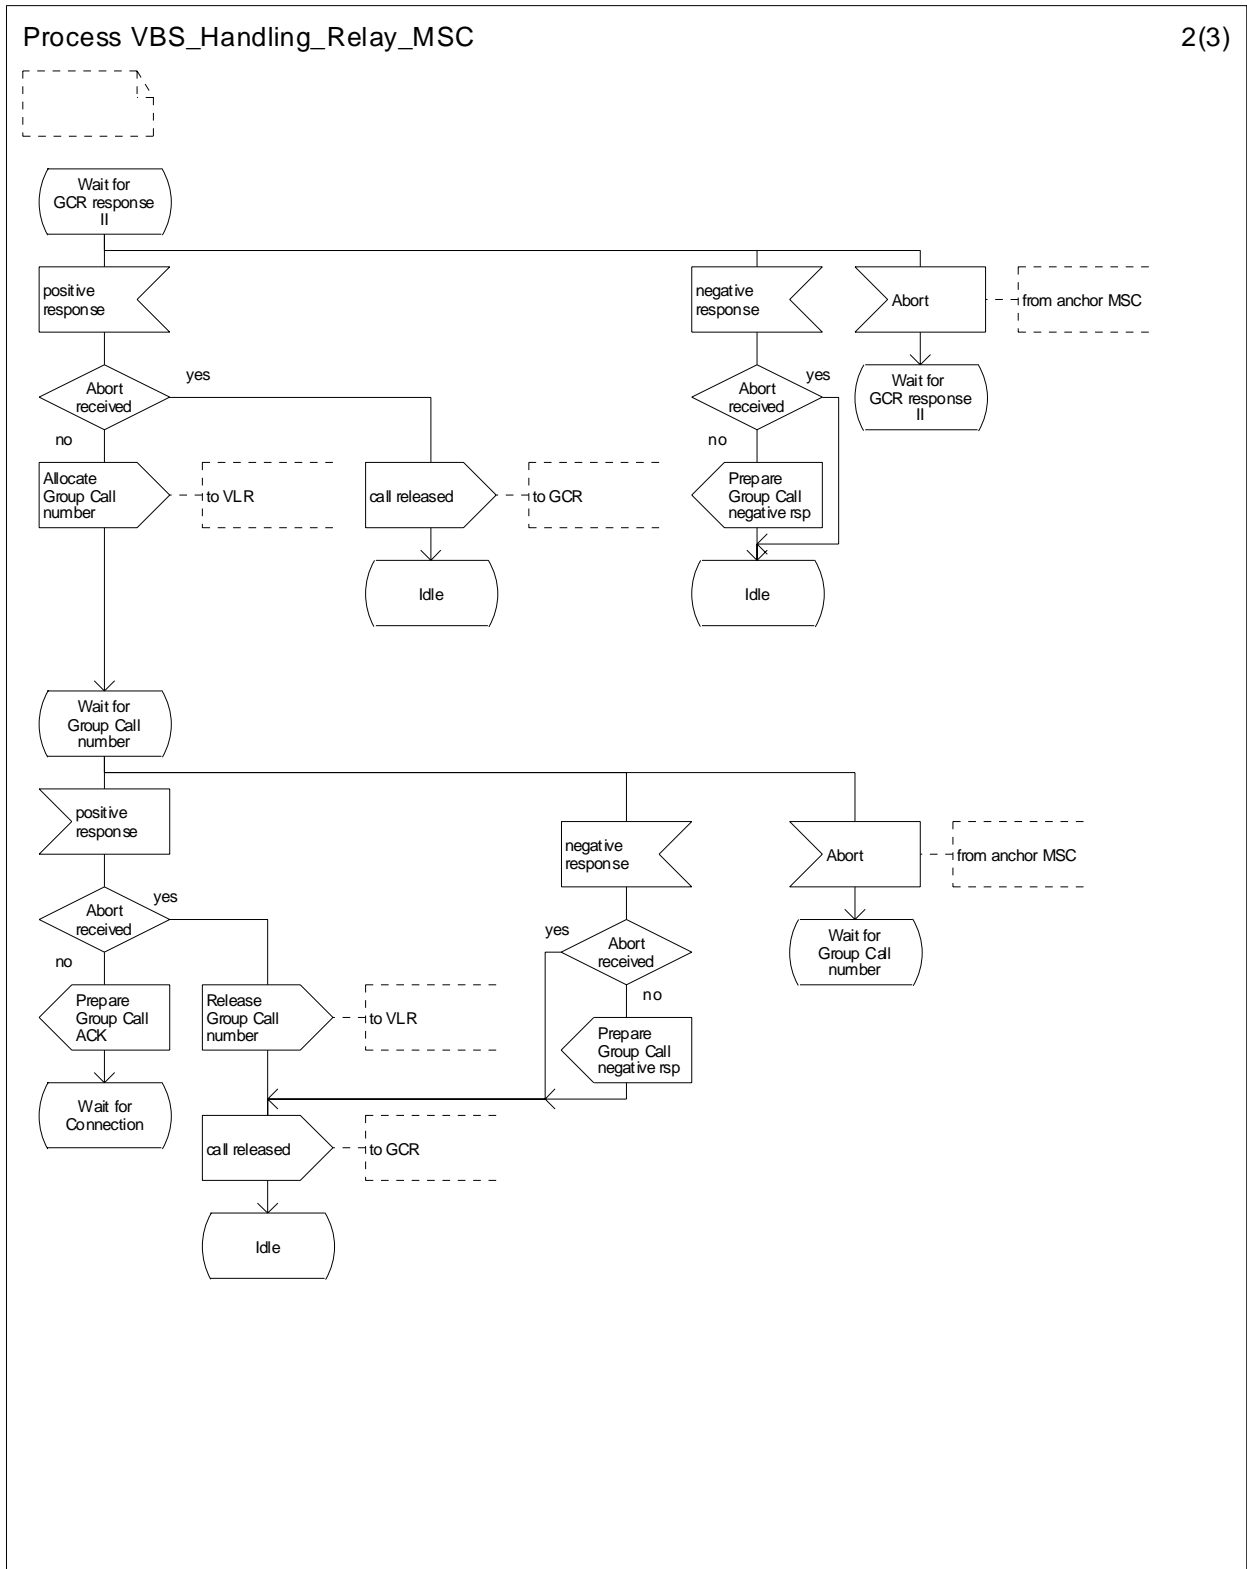 Process VBS_Handling_Relay_MSC
2(3)
Wait for
GCR response
II
positive
response
negative
response
Abort
from anchor MSC
Abort
received
yes
no
Abort
received
yes
no
Wait for
GCR response
II
Allocate
Group Call
number
to VLR
call released
to GCR
Prepare
Group Call
negative rsp
Idle
Idle
Wait for
Group Call
number
positive
response
negative
response
Abort
from anchor MSC
Abort
received
yes
no
yes
Abort
received
no
Wait for
Group Call
number
Prepare
Group Call
ACK
Release
Group Call
number
to VLR
Prepare
Group Call
negative rsp
Wait for
Connection
call released
to GCR
Idle